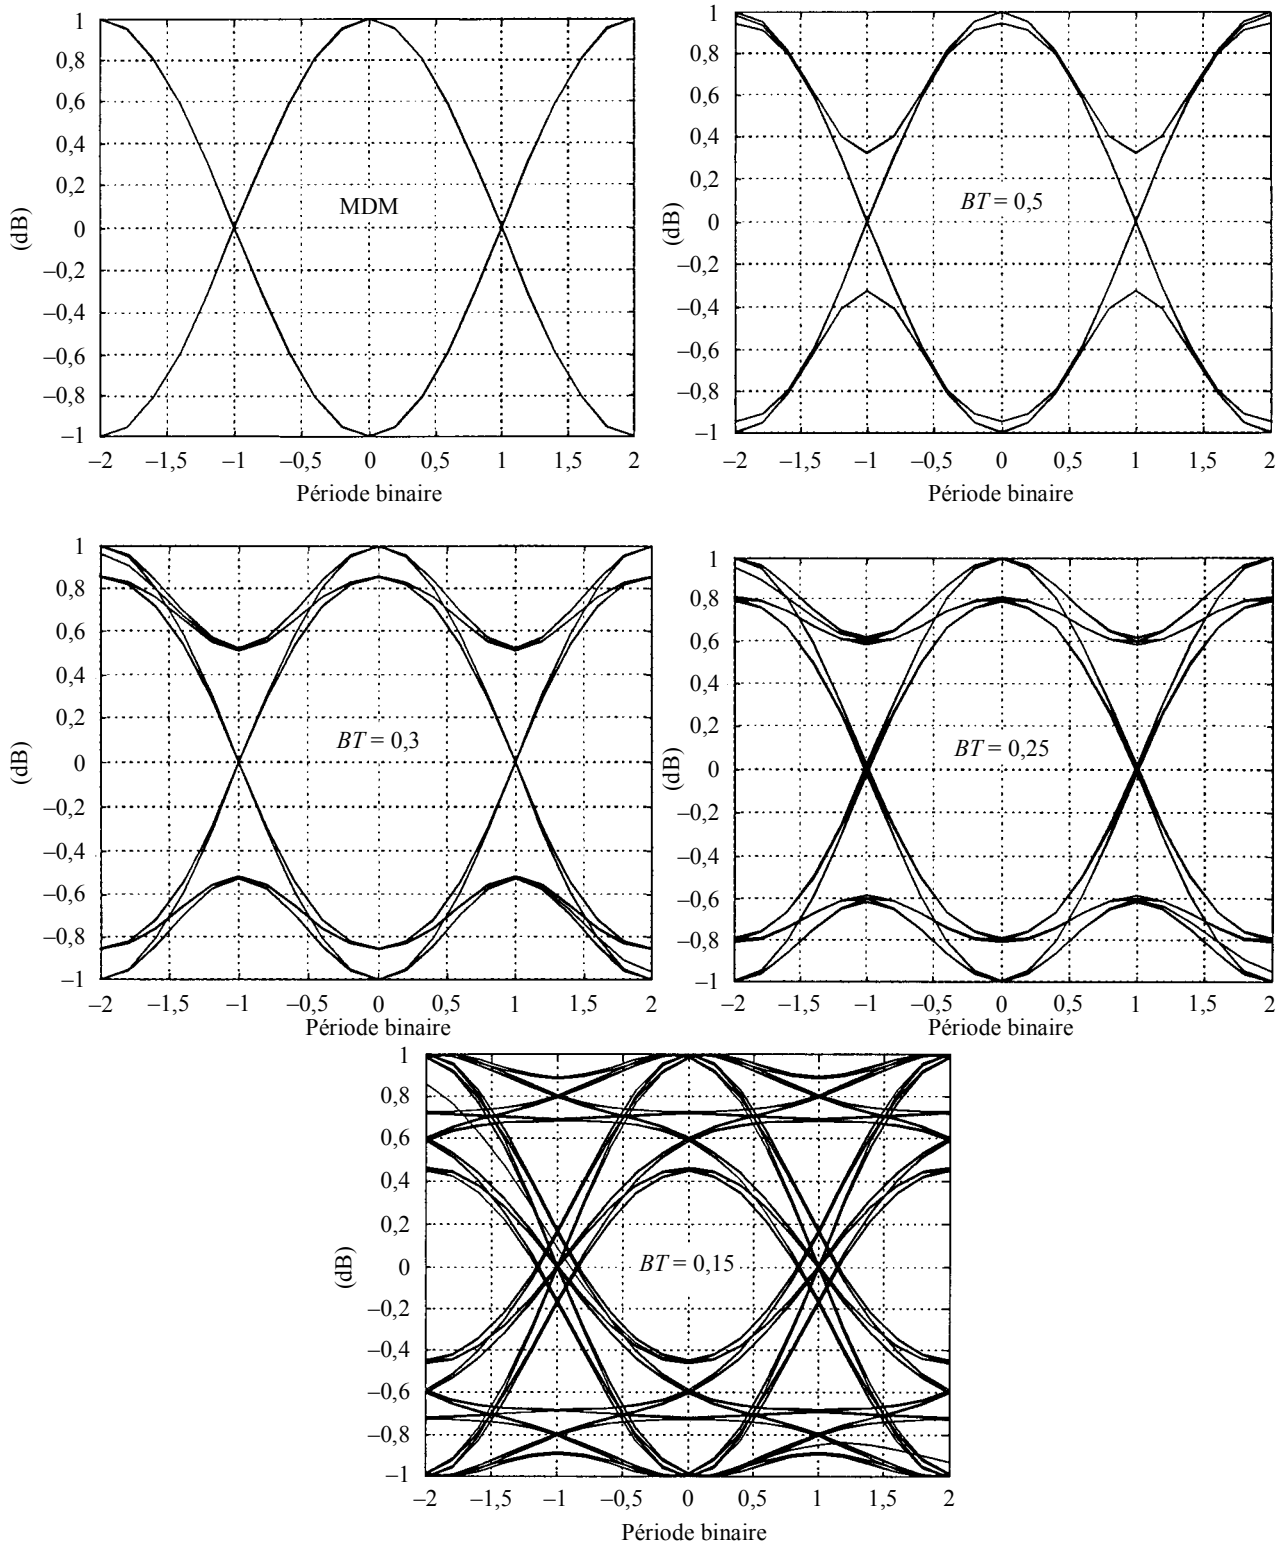 1
0,8
0,6
0,4
0,2
0
–0,2
–0,4
–0,6
–0,8
–1
(dB)
MDM
–2 –1,5 –1 –0,5 0 0,5 1 1,5 2
Période binaire
1
0,8
0,6
0,4
0,2
0
–0,2
–0,4
–0,6
–0,8
–1
(dB)
BT = 0,5
–2 –1,5 –1 –0,5 0 0,5 1 1,5 2
Période binaire
1
0,8
0,6
0,4
0,2
0
–0,2
–0,4
–0,6
–0,8
–1
(dB)
BT = 0,3
–2 –1,5 –1 –0,5 0 0,5 1 1,5 2
Période binaire
1
0,8
0,6
0,4
0,2
0
–0,2
–0,4
–0,6
–0,8
–1
(dB)
BT = 0,25
–2 –1,5 –1 –0,5 0 0,5 1 1,5 2
Période binaire
1
0,8
0,6
0,4
0,2
0
–0,2
–0,4
–0,6
–0,8
–1
(dB)
BT = 0,15
–2 –1,5 –1 –0,5 0 0,5 1 1,5 2
Période binaire